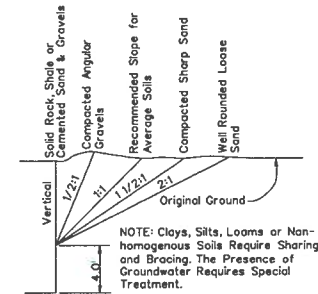 Solid Rock, Shale or
Cemented Sand & Gravels
Compacted Angular
Gravels
Recommended Slope for
Average Soils
Compacted Sharp Sand
Well Rounded Loose
Sand
Vertical
1/2:1
1:1
1 1/2:1
2:1
Original Ground
4.0'
NOTE: Clays, Silts, Loams or Non-
homogenous Soils Require Sharing
and Bracing. The Presence of
Groundwater Requires Special
Treatment.